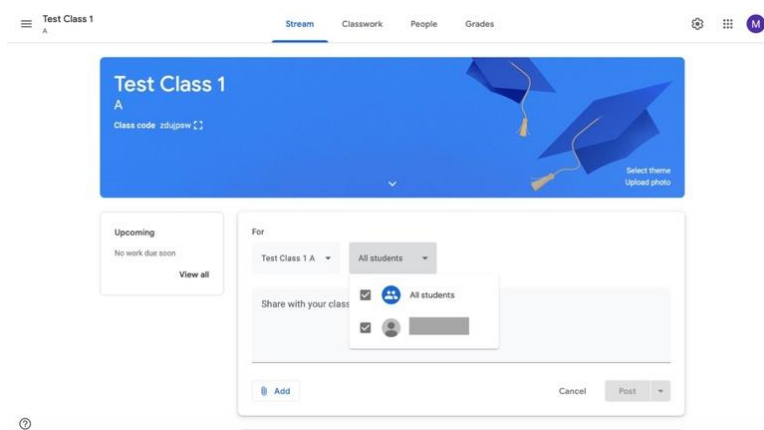 Test Class 1
A
Stream Classwork People Grades
M
Test Class 1
A
Class code zdujpsw
Select theme
Upload photo
Upcoming
No work due soon
View all
For
Test Class 1 A All students
All students
Share with your class
Add
Cancel Post